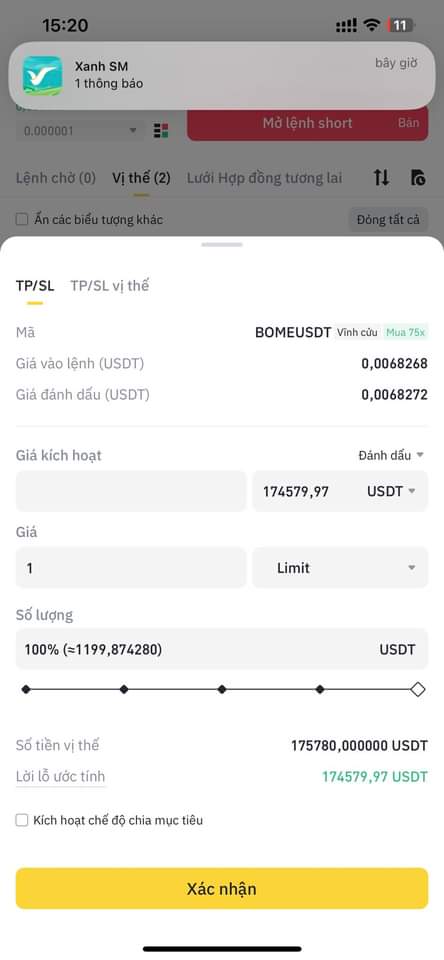 15:20
11
Xanh SM
bây giờ
1 thông báo
0.000001
Mở lệnh short
Bán
Lệnh chờ (0)
Vị thế (2)
Lưới Hợp đồng tương lai
Ẩn các biểu tượng khác
Đóng tất cả
TP/SL
TP/SL vị thế
Mã
BOMEUSDT Vĩnh cửu Mua 75x
Giá vào lệnh (USDT)
0,0068268
Giá đánh dấu (USDT)
0,0068272
Giá kích hoạt
Đánh dấu
174579,97
USDT
Giá
1
Limit
Số lượng
100% (≈1199,874280)
USDT
Số tiền vị thế
175780,000000 USDT
Lời lỗ ước tính
174579,97 USDT
Kích hoạt chế độ chia mục tiêu
Xác nhận